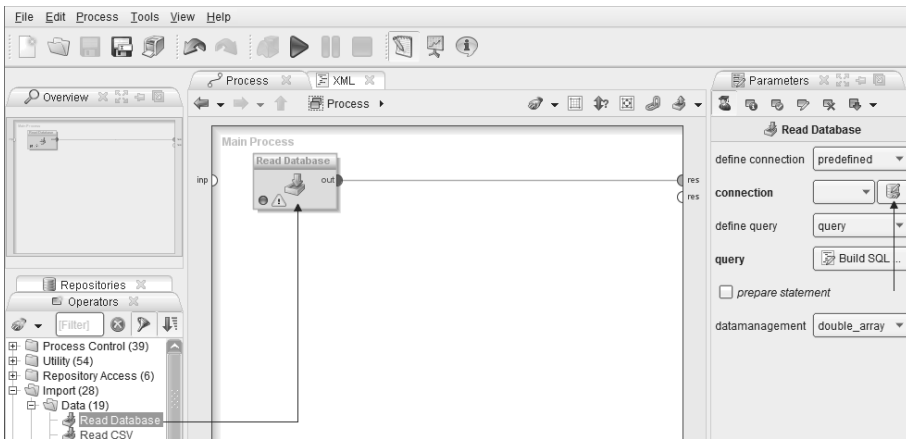 File Edit Process Tools View Help
Process
XML
Parameters
Overview
Process
Read Database
Main Process
Read Database
inp
out
res
res
define connection
predefined
connection
define query
query
query
Build SQL ...
prepare statement
datamanagement
double_array
Repositories
Operators
[Filter]
Process Control (39)
Utility (54)
Repository Access (6)
Import (28)
Data (19)
Read Database
Read CSV